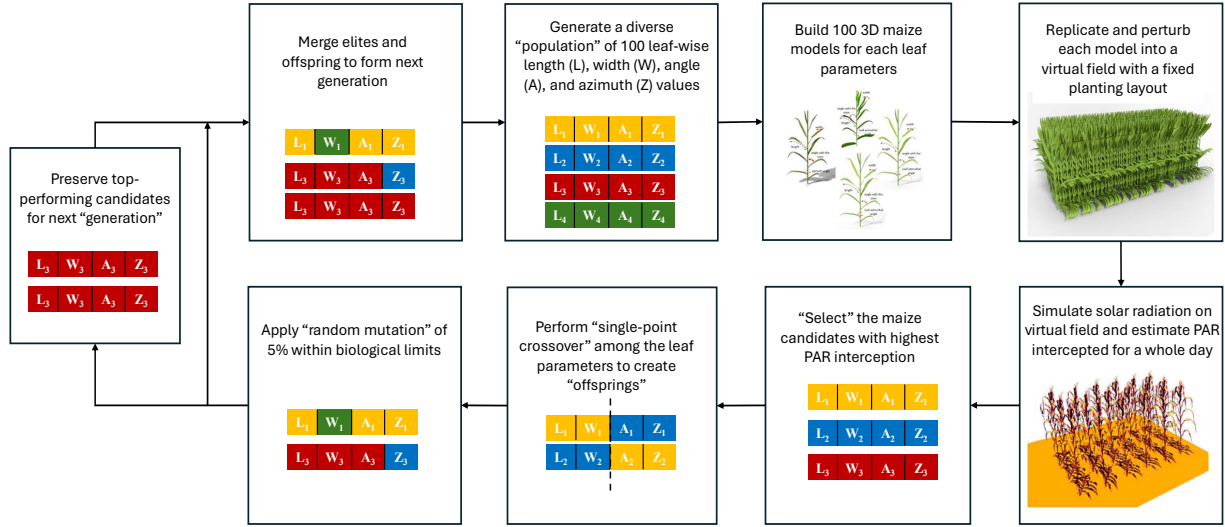 Merge elites and
offspring to form next
generation
L1 W1 A1 Z1
L3 W3 A3 Z3
L3 W3 A3 Z3
Generate a diverse
“population” of 100 leaf-wise
length (L), width (W), angle
(A), and azimuth (Z) values
L1 W1 A1 Z1
L2 W2 A2 Z2
L3 W3 A3 Z3
L4 W4 A4 Z4
Build 100 3D maize
models for each leaf
parameters
Replicate and perturb
each model into a
virtual field with a fixed
planting layout
Preserve top-
performing candidates
for next “generation”
L3 W3 A3 Z3
L3 W3 A3 Z3
Apply “random mutation” of
5% within biological limits
L1 W1 A1 Z1
L3 W3 A3 Z3
Perform “single-point
crossover” among the leaf
parameters to create
“offsprings”
L1 W1 A1 Z1
L2 W2 A2 Z2
“Select” the maize
candidates with highest
PAR interception
L1 W1 A1 Z1
L2 W2 A2 Z2
L3 W3 A3 Z3
Simulate solar radiation on
virtual field and estimate PAR
intercepted for a whole day